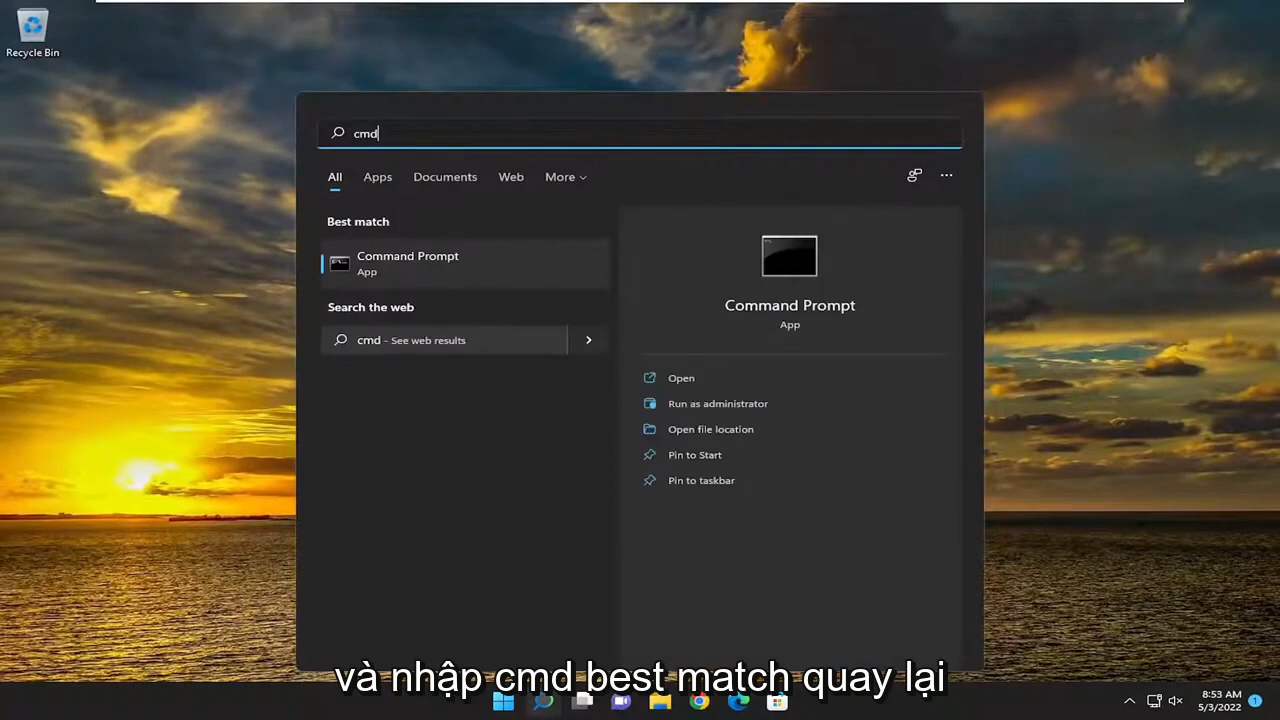 Recycle Bin
cmd
All
Apps
Documents
Web
More
Best match
Command Prompt
App
Search the web
cmd - See web results
Command Prompt
App
Open
Run as administrator
Open file location
Pin to Start
Pin to taskbar
và nhập cmd best match quay lại
8:53 AM
5/3/2022
1